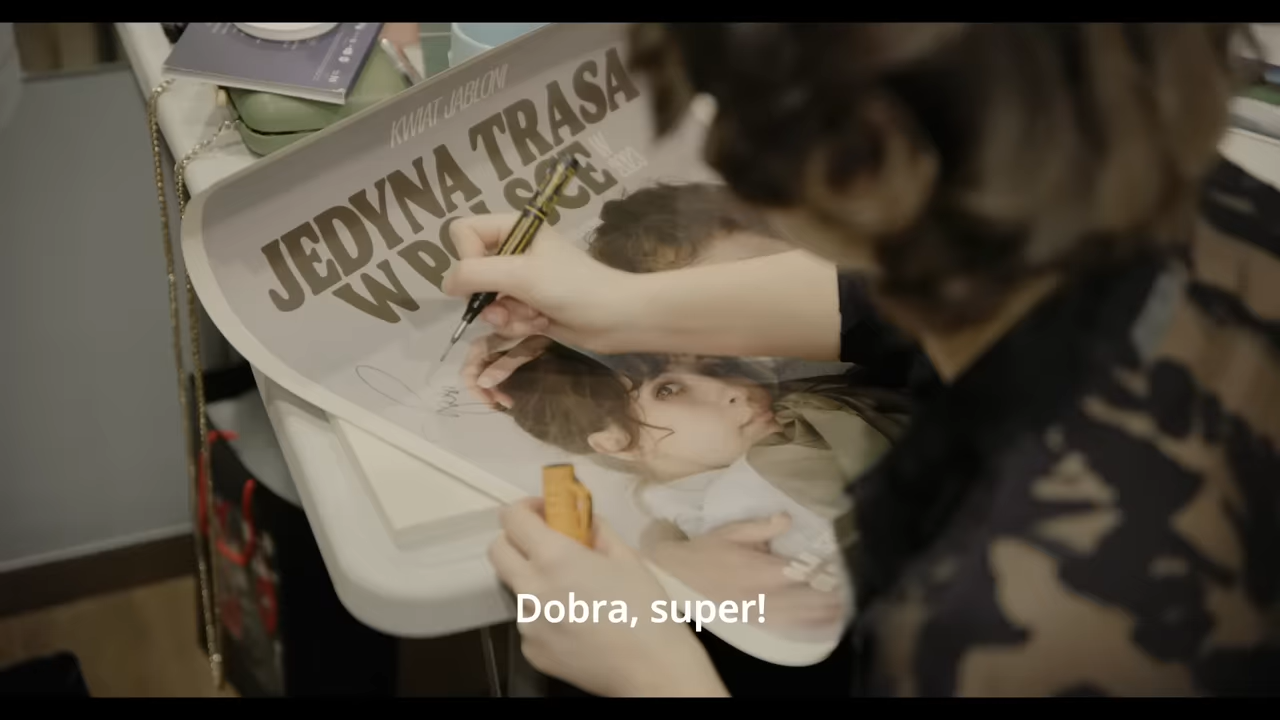 KWIAT JABŁONI
JEDYNA TRASA
W POLSCE
Dobra, super!